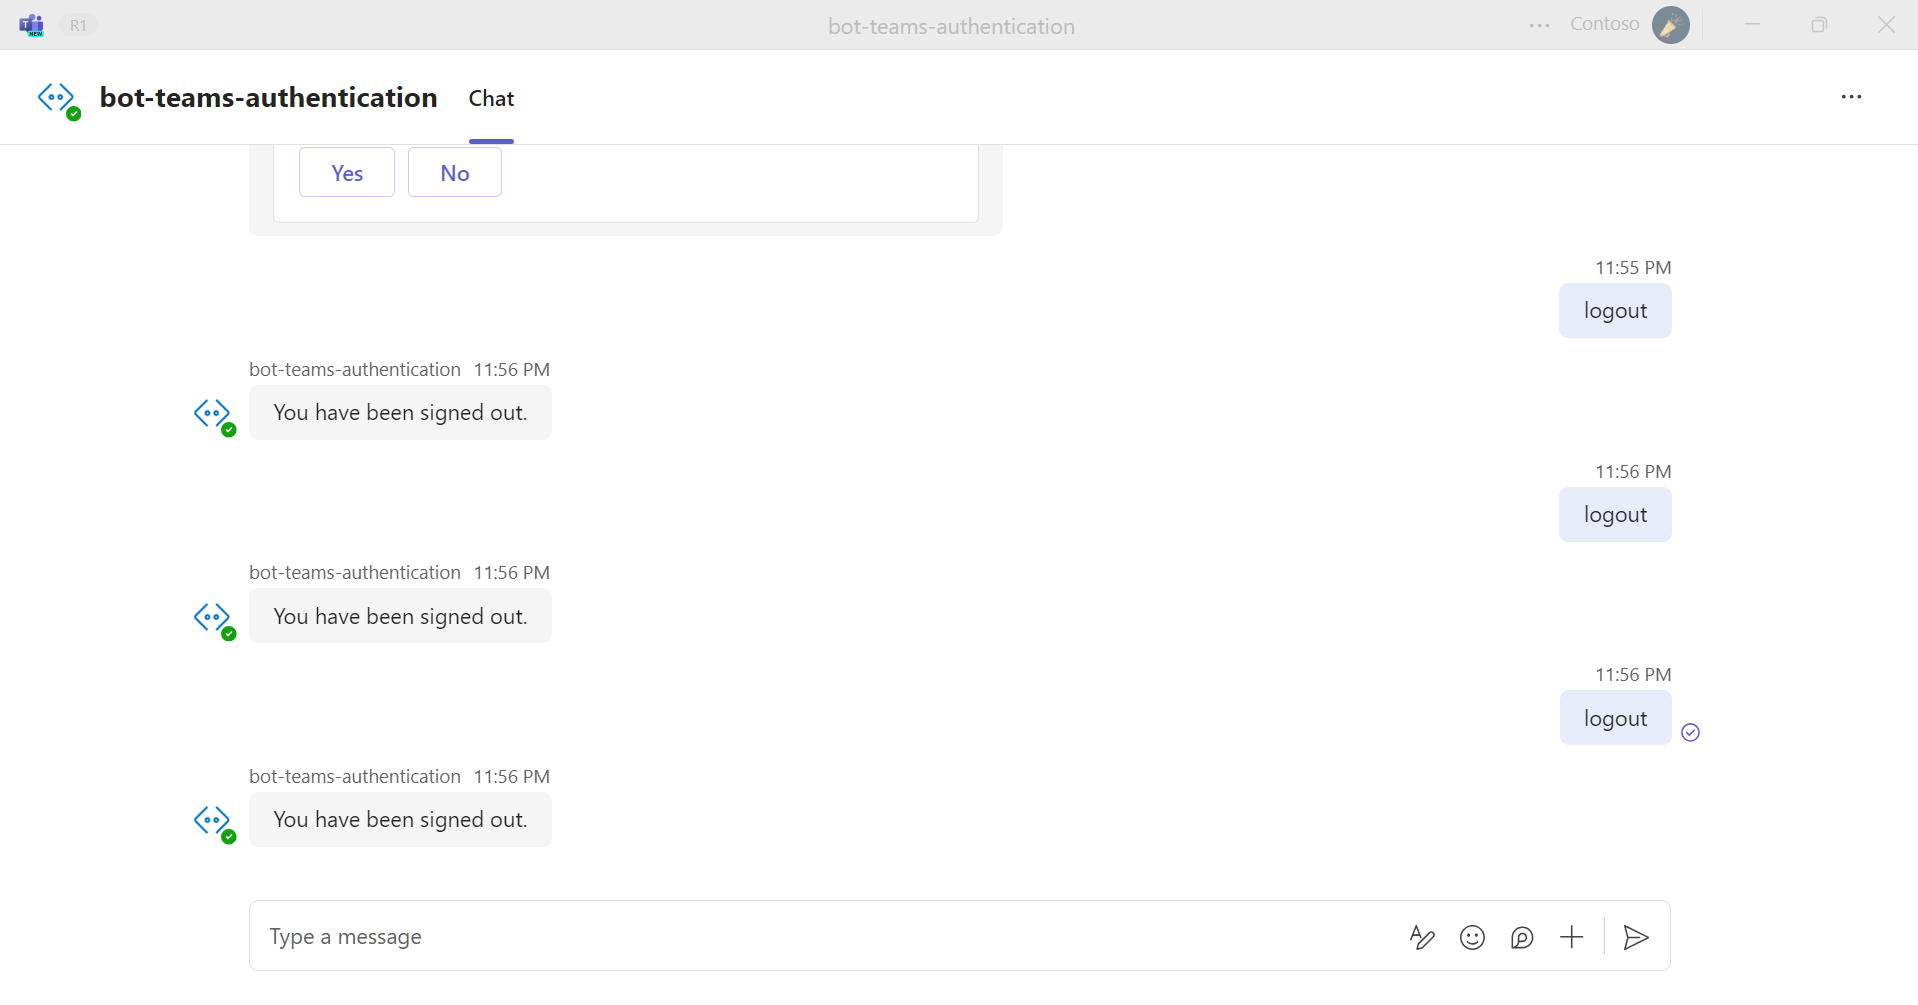 R1
bot-teams-authentication
Contoso
bot-teams-authentication Chat
Yes No
11:55 PM
logout
bot-teams-authentication 11:56 PM
You have been signed out.
11:56 PM
logout
bot-teams-authentication 11:56 PM
You have been signed out.
11:56 PM
logout
bot-teams-authentication 11:56 PM
You have been signed out.
Type a message